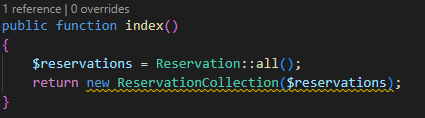 1 reference | 0 overrides
public function index()
{
    $reservations = Reservation::all();
    return new ReservationCollection($reservations);
}